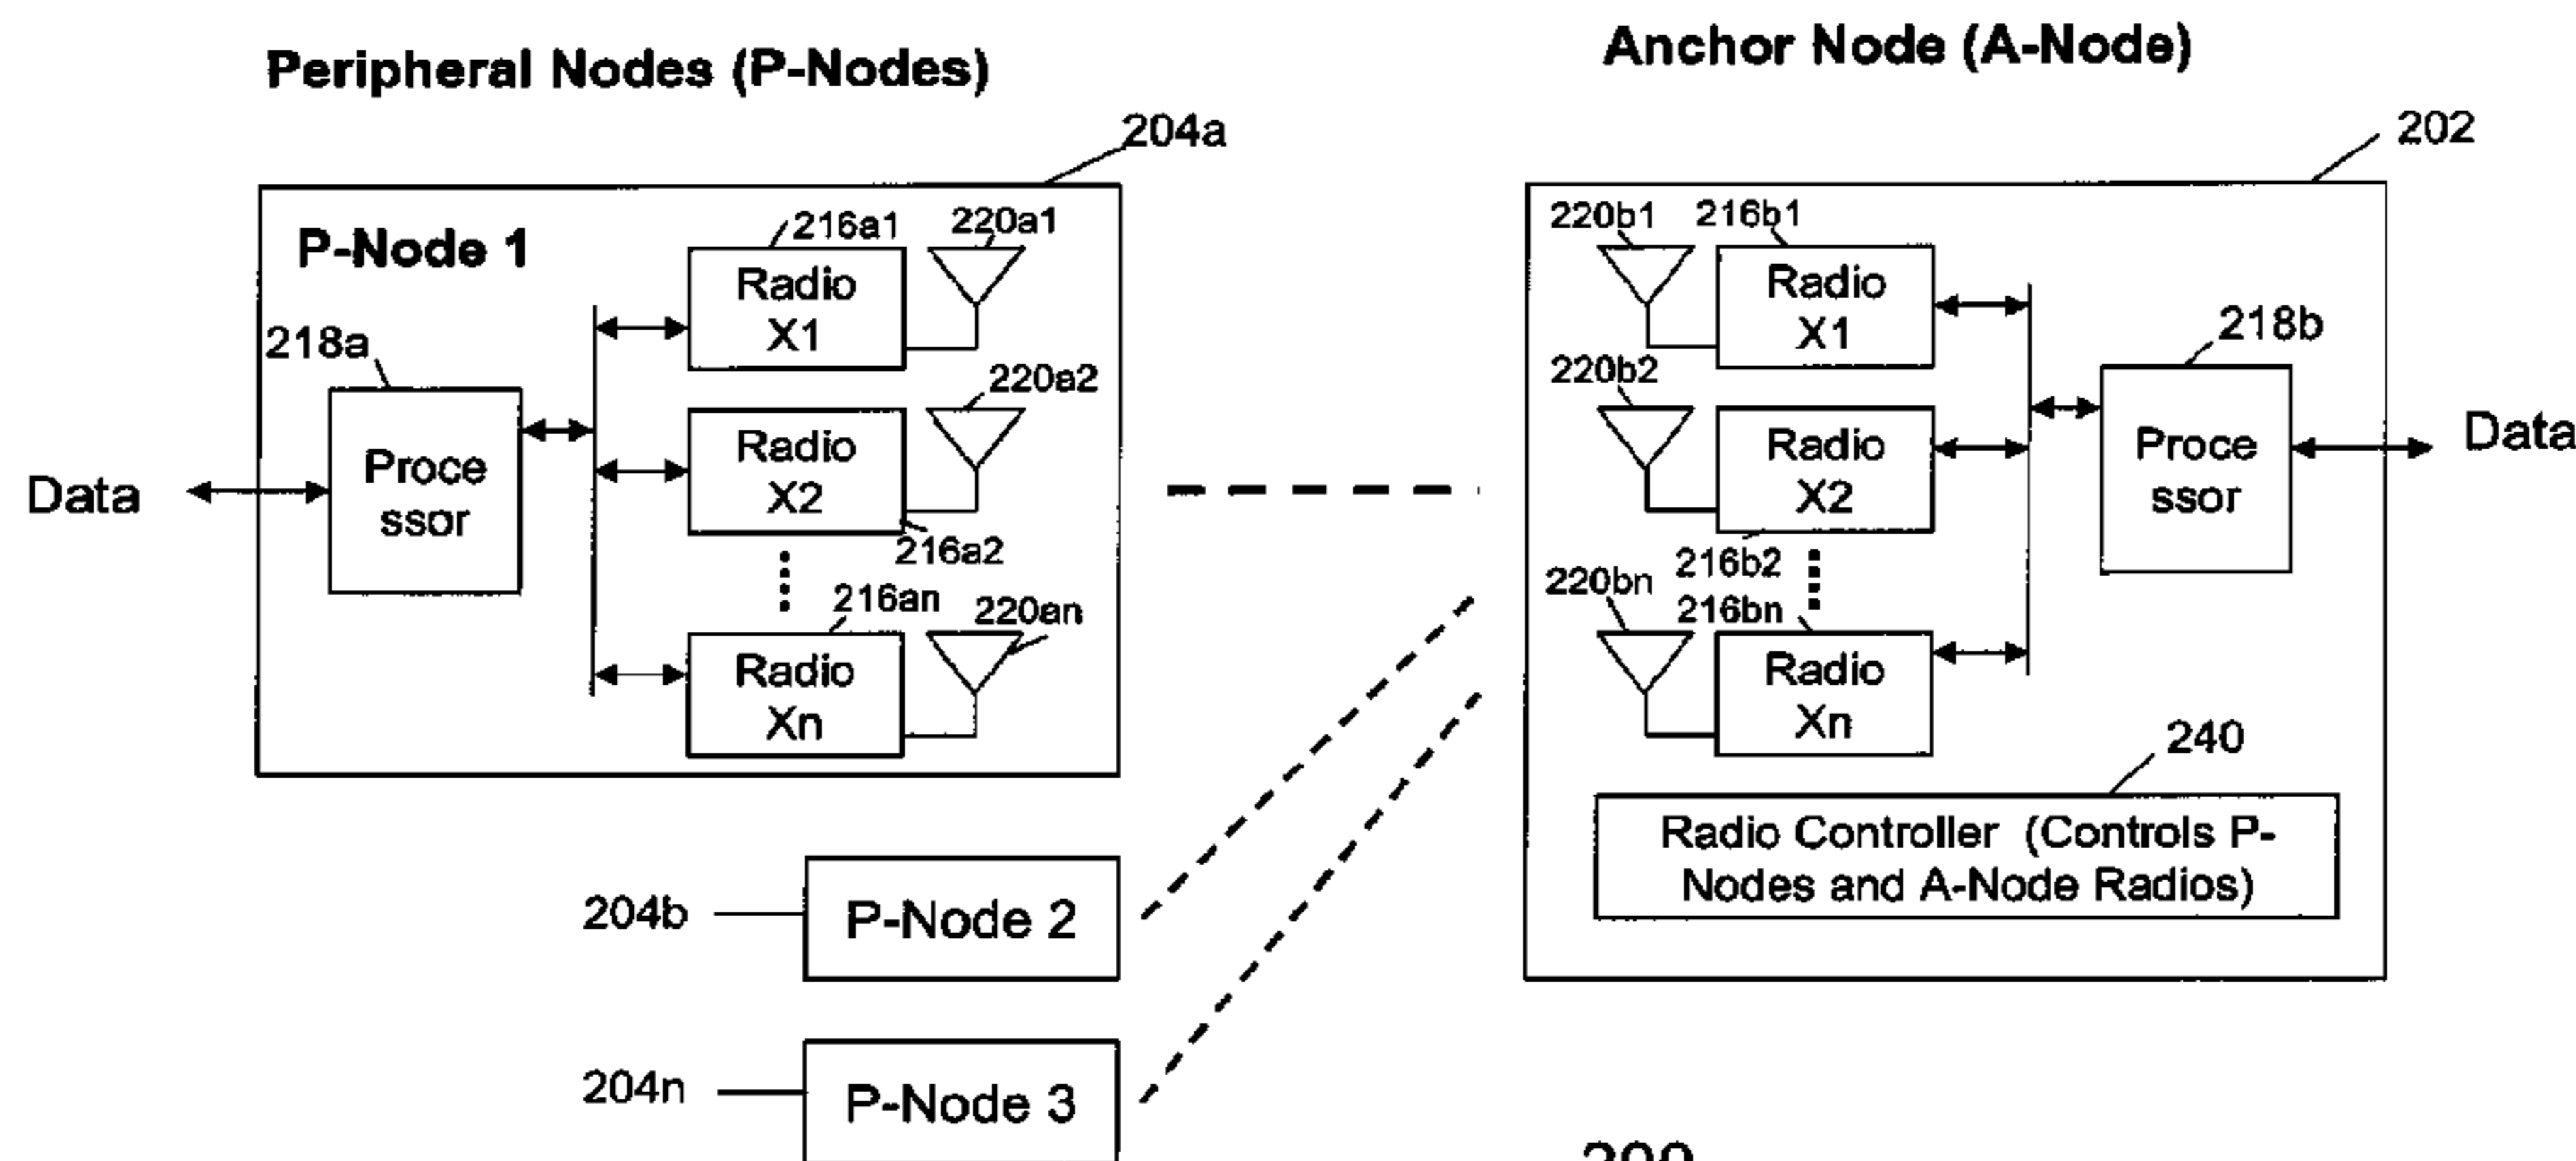 Peripheral Nodes (P-Nodes)
Anchor Node (A-Node)
204a
202
P-Node 1
216a1
220a1
Radio
X1
218a
Proce
ssor
Data
220a2
Radio
X2
216a2
216an
220an
Radio
Xn
220b1
216b1
Radio
X1
218b
Proce
ssor
Data
220b2
Radio
X2
216b2
220bn
216bn
Radio
Xn
240
Radio Controller (Controls P-
Nodes and A-Node Radios)
204b
P-Node 2
204n
P-Node 3